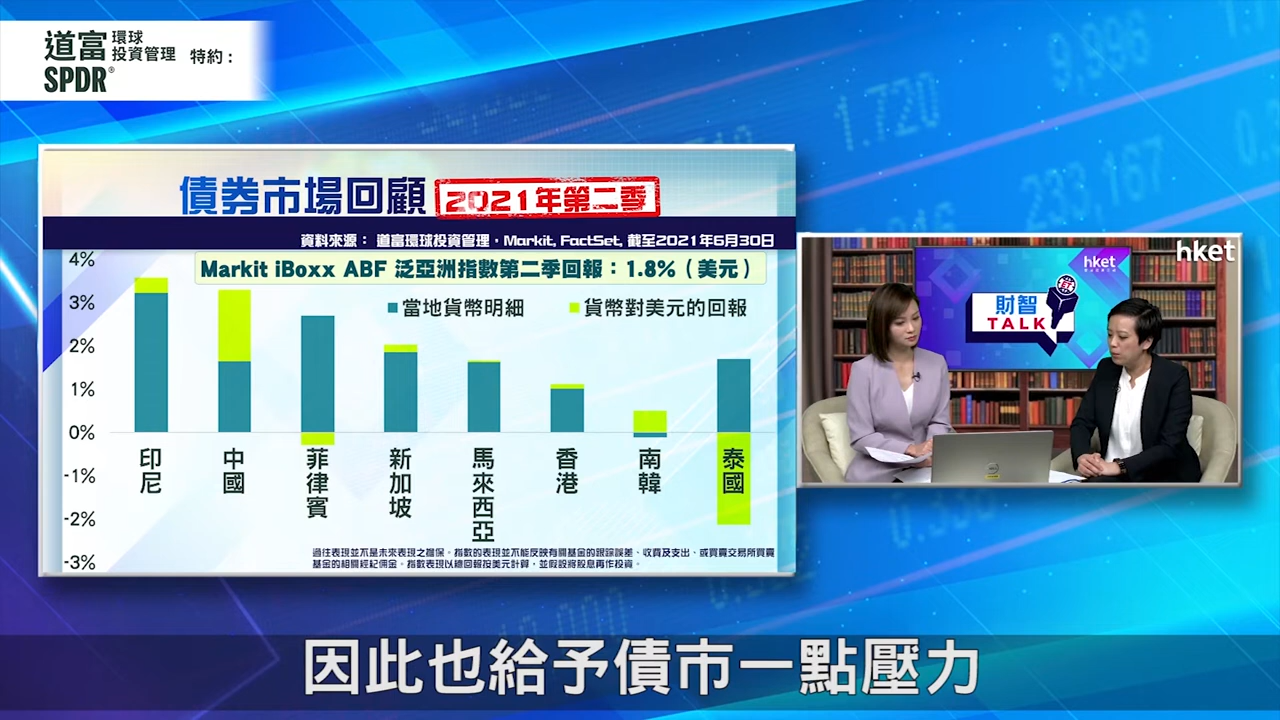 道富 環球
投資管理 特約：
SPDR®
債券市場回顧 2021年第二季
資料來源： 道富環球投資管理，Markit, FactSet, 截至2021年6月30日
Markit iBoxx ABF 泛亞洲指數第二季回報：1.8%（美元）
當地貨幣明細 貨幣對美元的回報
4%
3%
2%
1%
0%
-1%
-2%
-3%
印尼
中國
菲律賓
新加坡
馬來西亞
香港
南韓
泰國
過往表現並不是未來表現之擔保。指數的表現並不能反映有關基金的跟蹤誤差、收費及支出、或買賣交易所買賣
基金的相關經紀佣金。指數表現以總回報按美元計算，並假設將股息再作投資。
hket
hket
財智
TALK
因此也給予債市一點壓力
9,996
1.720